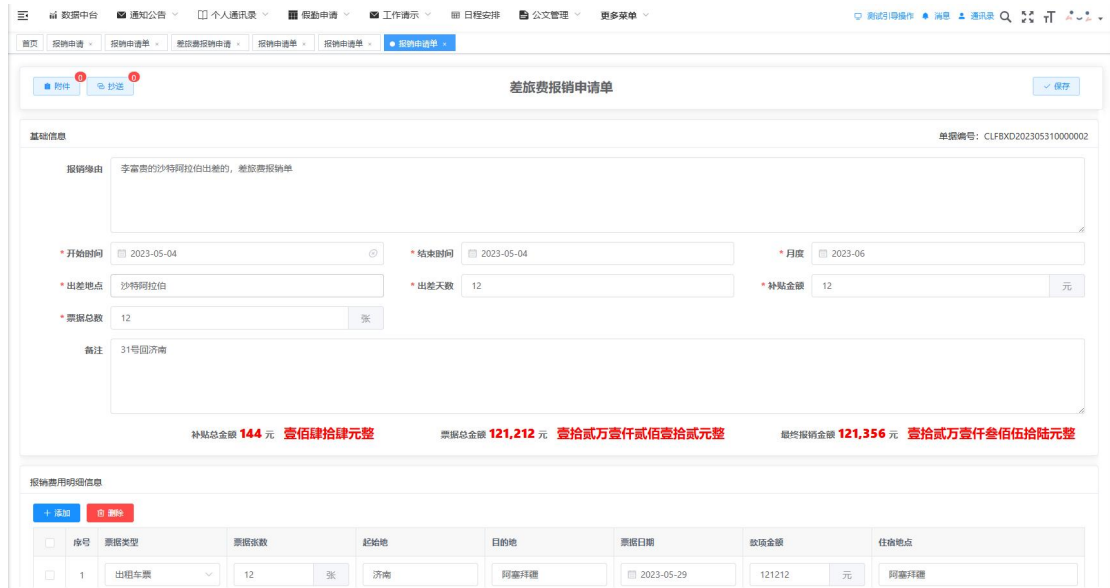 数据中台 通知公告 个人通讯录 假勤申请 工作请示 日程安排 公文管理 更多菜单 测试引导操作 消息 通讯录
首页 报销申请 × 报销申请单 × 差旅费报销申请 × 报销申请单 × 报销申请单 × 报销申请单 ×
附件 0 抄送 0 差旅费报销申请单 保存
基础信息 单据编号：CLFBXD202305310000002
报销缘由 李富贵的沙特阿拉伯出差的，差旅费报销单
* 开始时间 2023-05-04 * 结束时间 2023-05-04 * 月度 2023-06
* 出差地点 沙特阿拉伯 * 出差天数 12 * 补贴金额 12 元
* 票据总数 12 张
备注 31号回济南
补贴总金额 144 元 壹佰肆拾肆元整 票据总金额 121,212 元 壹拾贰万壹仟贰佰壹拾贰元整 最终报销金额 121,356 元 壹拾贰万壹仟叁佰伍拾陆元整
报销费用明细信息
+ 添加 删除
序号 票据类型 票据张数 起始地 目的地 票据日期 款项金额 住宿地点
1 出租车票 12 张 济南 阿塞拜疆 2023-05-29 121212 元 阿塞拜疆